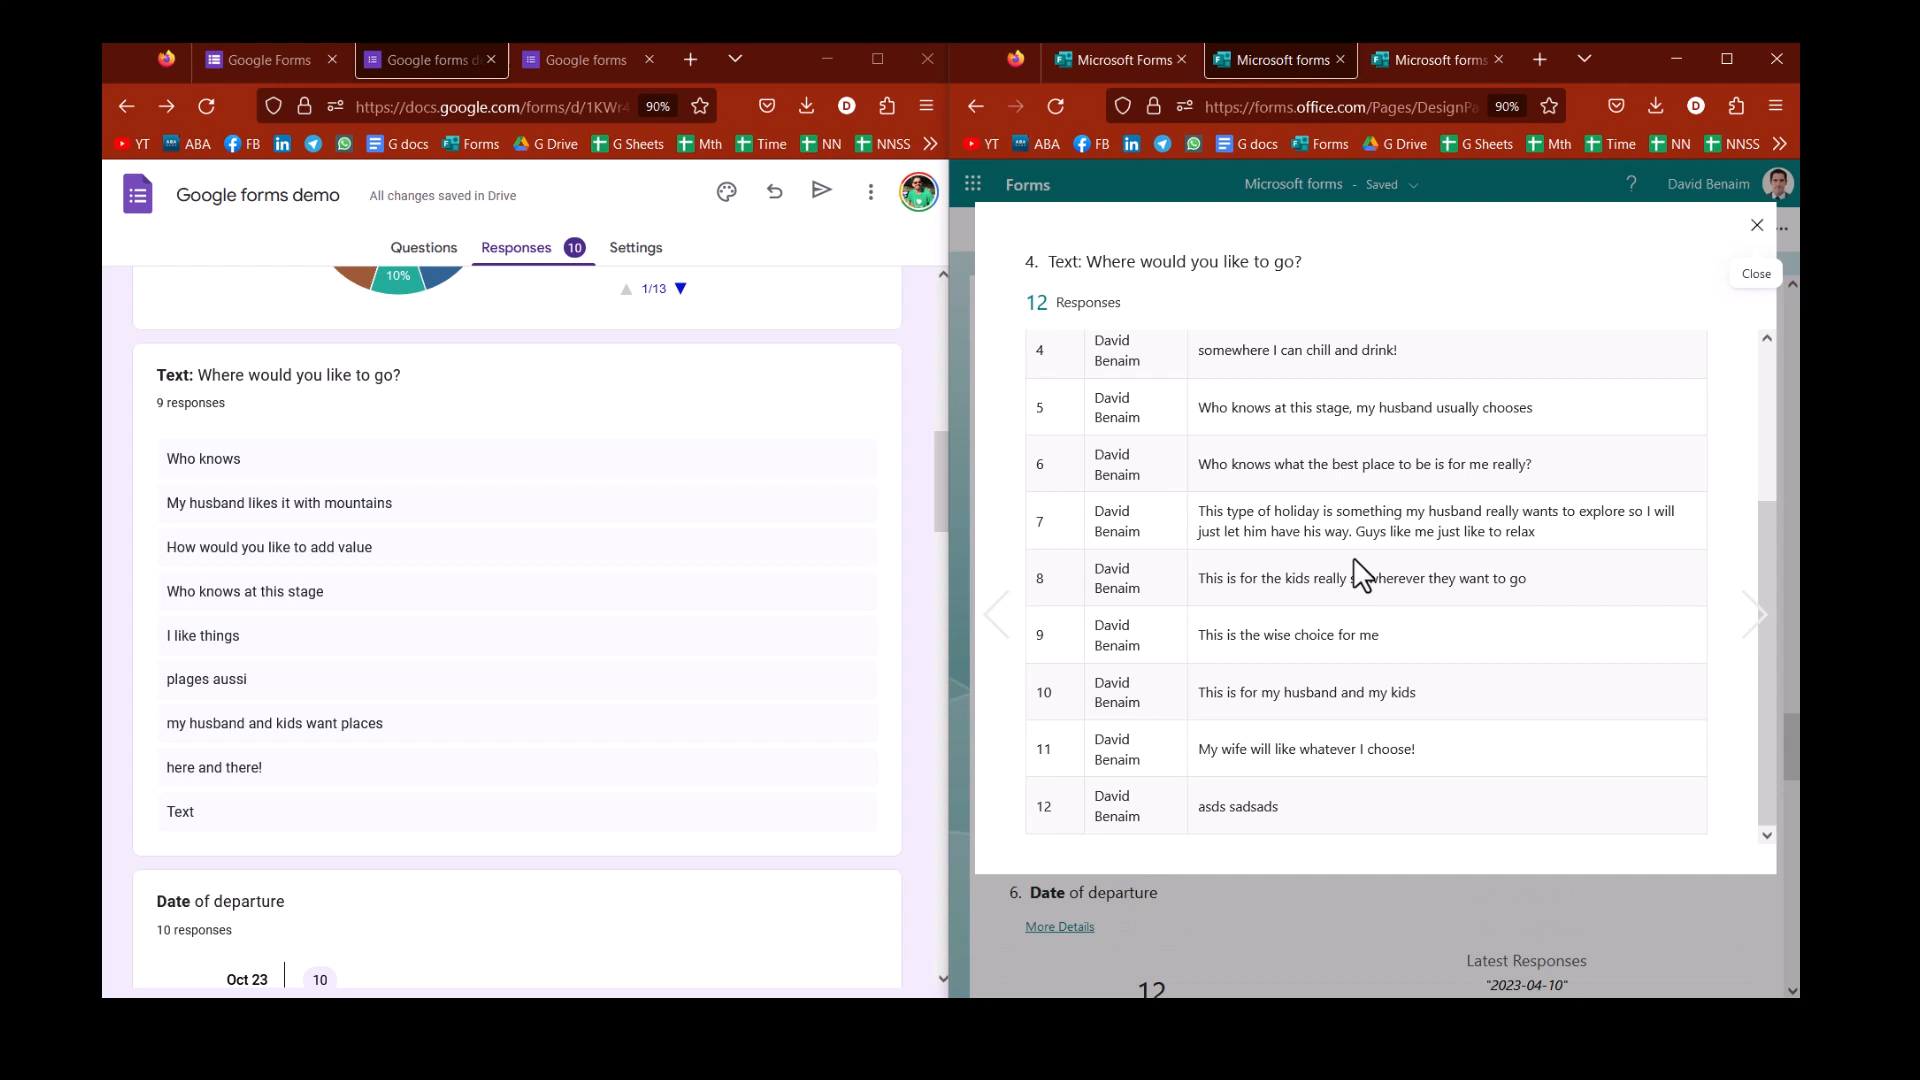 Google Forms
Google forms d
Google forms
https://docs.google.com/forms/d/1KWr4
90%
D
YT
ABA
FB
G docs
Forms
G Drive
G Sheets
Mth
Time
NN
NNSS
Google forms demo
All changes saved in Drive
Questions
Responses 10
Settings
10%
1/13
Text: Where would you like to go?
9 responses
Who knows
My husband likes it with mountains
How would you like to add value
Who knows at this stage
I like things
plages aussi
my husband and kids want places
here and there!
Text
Date of departure
10 responses
Oct 23
10
Microsoft Forms
Microsoft forms
Microsoft forms
https://forms.office.com/Pages/DesignPa
90%
D
YT
ABA
FB
G docs
Forms
G Drive
G Sheets
Mth
Time
NN
NNSS
Forms
Microsoft forms - Saved
?
David Benaim
Close
4. Text: Where would you like to go?
12 Responses
4
David
Benaim
somewhere I can chill and drink!
5
David
Benaim
Who knows at this stage, my husband usually chooses
6
David
Benaim
Who knows what the best place to be is for me really?
7
David
Benaim
This type of holiday is something my husband really wants to explore so I will
just let him have his way. Guys like me just like to relax
8
David
Benaim
This is for the kids really wherever they want to go
9
David
Benaim
This is the wise choice for me
10
David
Benaim
This is for my husband and my kids
11
David
Benaim
My wife will like whatever I choose!
12
David
Benaim
asds sadsads
6. Date of departure
More Details
12
Latest Responses
"2023-04-10"